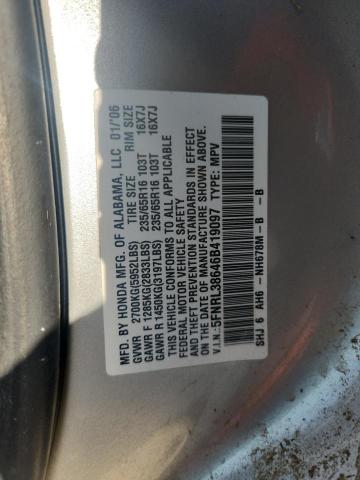 MFD. BY HONDA MFG. OF ALABAMA, LLC 01/'06
TIRE SIZE RIM SIZE
GVWR 2700KG(5952LBS)
GAWR F 1285KG(2833LBS) 235/65R16 103T 16X7J
GAWR R 1450KG(3197LBS) 235/65R16 103T 16X7J
THIS VEHICLE CONFORMS TO ALL APPLICABLE
FEDERAL MOTOR VEHICLE SAFETY
AND THEFT PREVENTION STANDARDS IN EFFECT
ON THE DATE OF MANUFACTURE SHOWN ABOVE.
V.I.N.: 5FNRL38646B419097 TYPE: MPV
SHJ 6 AH6 - NH678M - B - B